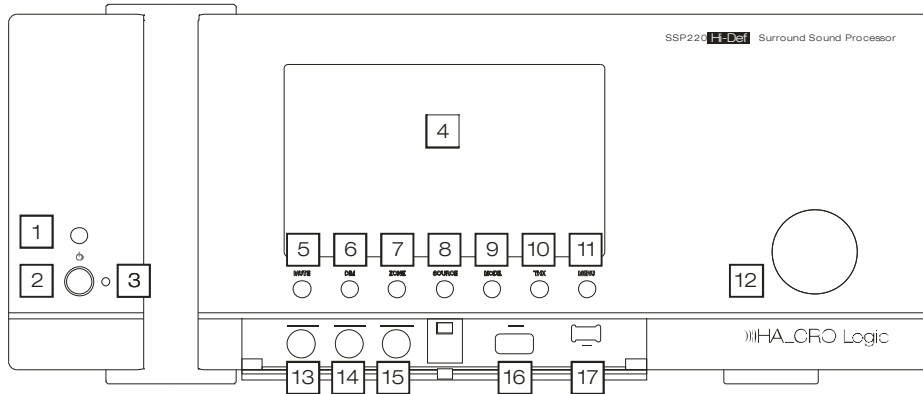 SSP220 Hi-Def Surround Sound Processor
4
1
5 6 7 8 9 10 11
MUTE DIM ZONE SOURCE MODE THX MENU
2 3 12
HALCRO Logic
13 14 15 16 17